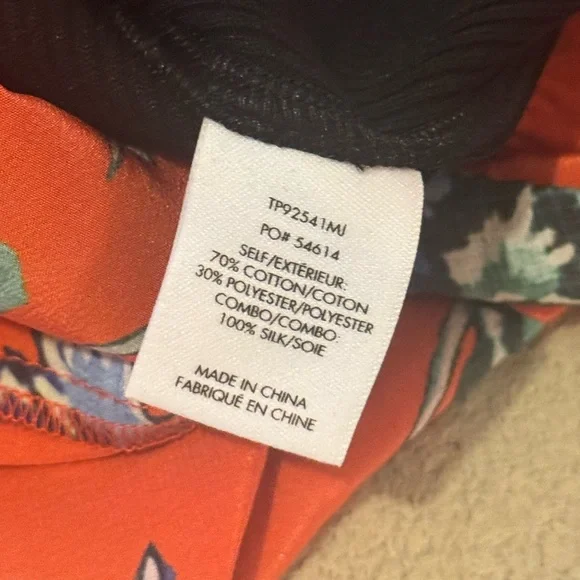 TP92541MJ
PO# 54614
SELF/EXTÉRIEUR:
70% COTTON/COTON
30% POLYESTER/POLYESTER
COMBO/COMBO:
100% SILK/SOIE
MADE IN CHINA
FABRIQUÉ EN CHINE